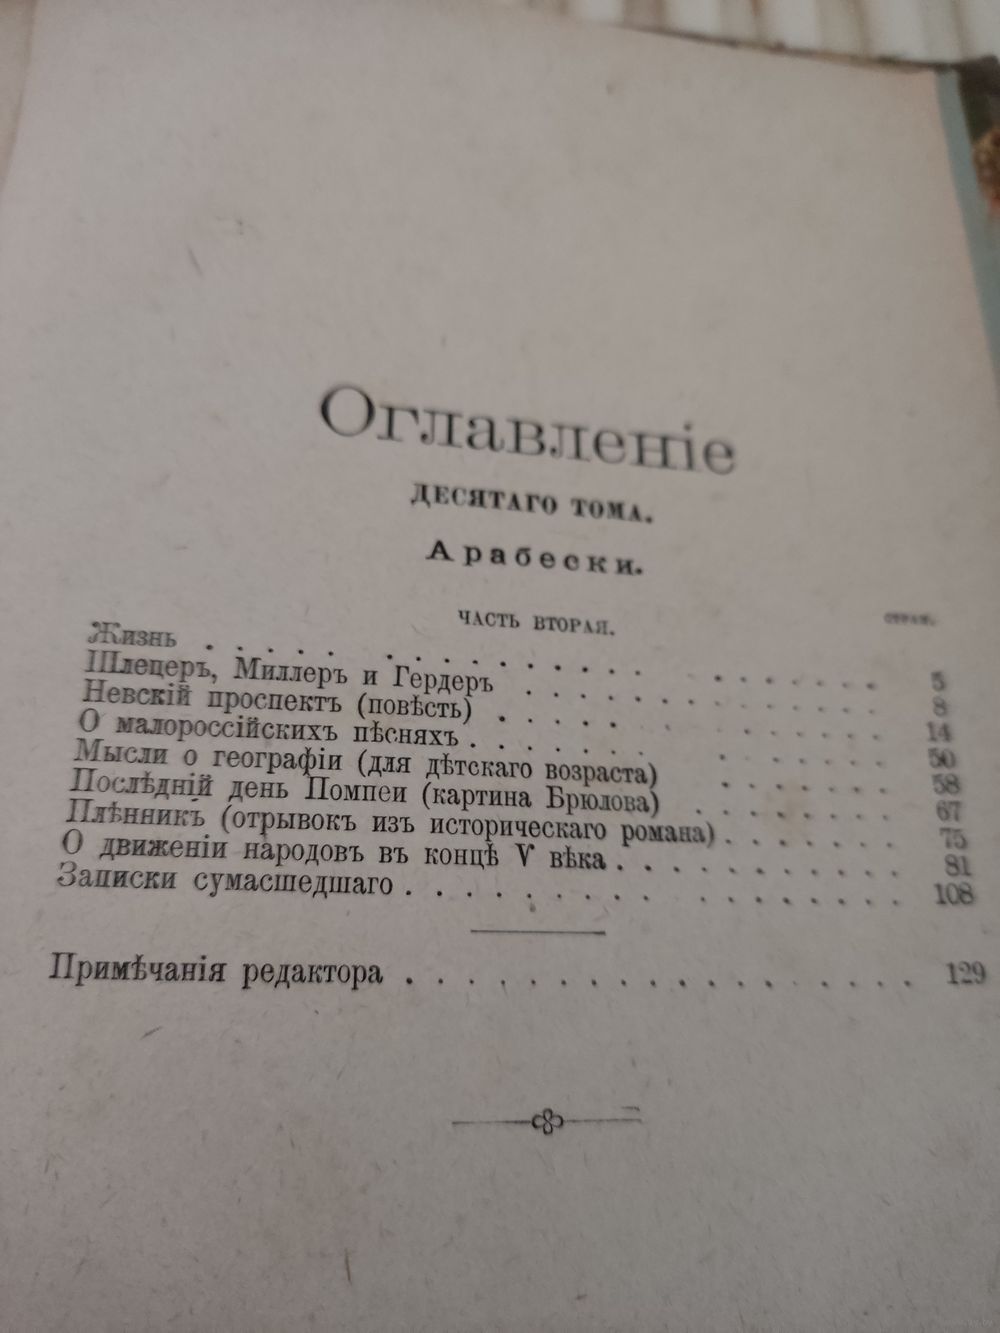 Оглавленіе
ДЕСЯТАГО ТОМА.
Арабески.
ЧАСТЬ ВТОРАЯ.
СТРАН.
Жизнь . . . . . . . . . . . . . . . . 5
Шлецеръ, Миллеръ и Гердеръ . . . . . . . . . . . . 8
Невскій проспектъ (повѣсть) . . . . . . . . . . . . 14
О малороссійскихъ пѣсняхъ . . . . . . . . . . . . 50
Мысли о географіи (для дѣтскаго возраста) . . . . . . 58
Послѣдній день Помпеи (картина Брюлова) . . . . . . 67
Плѣнникъ (отрывокъ изъ историческаго романа) . . . . . . 75
О движеніи народовъ въ концѣ V вѣка . . . . . . . . . . 81
Записки сумасшедшаго . . . . . . . . . . . . . . . . 108
Примѣчанія редактора . . . . . . . . . . . . . . . . . 129